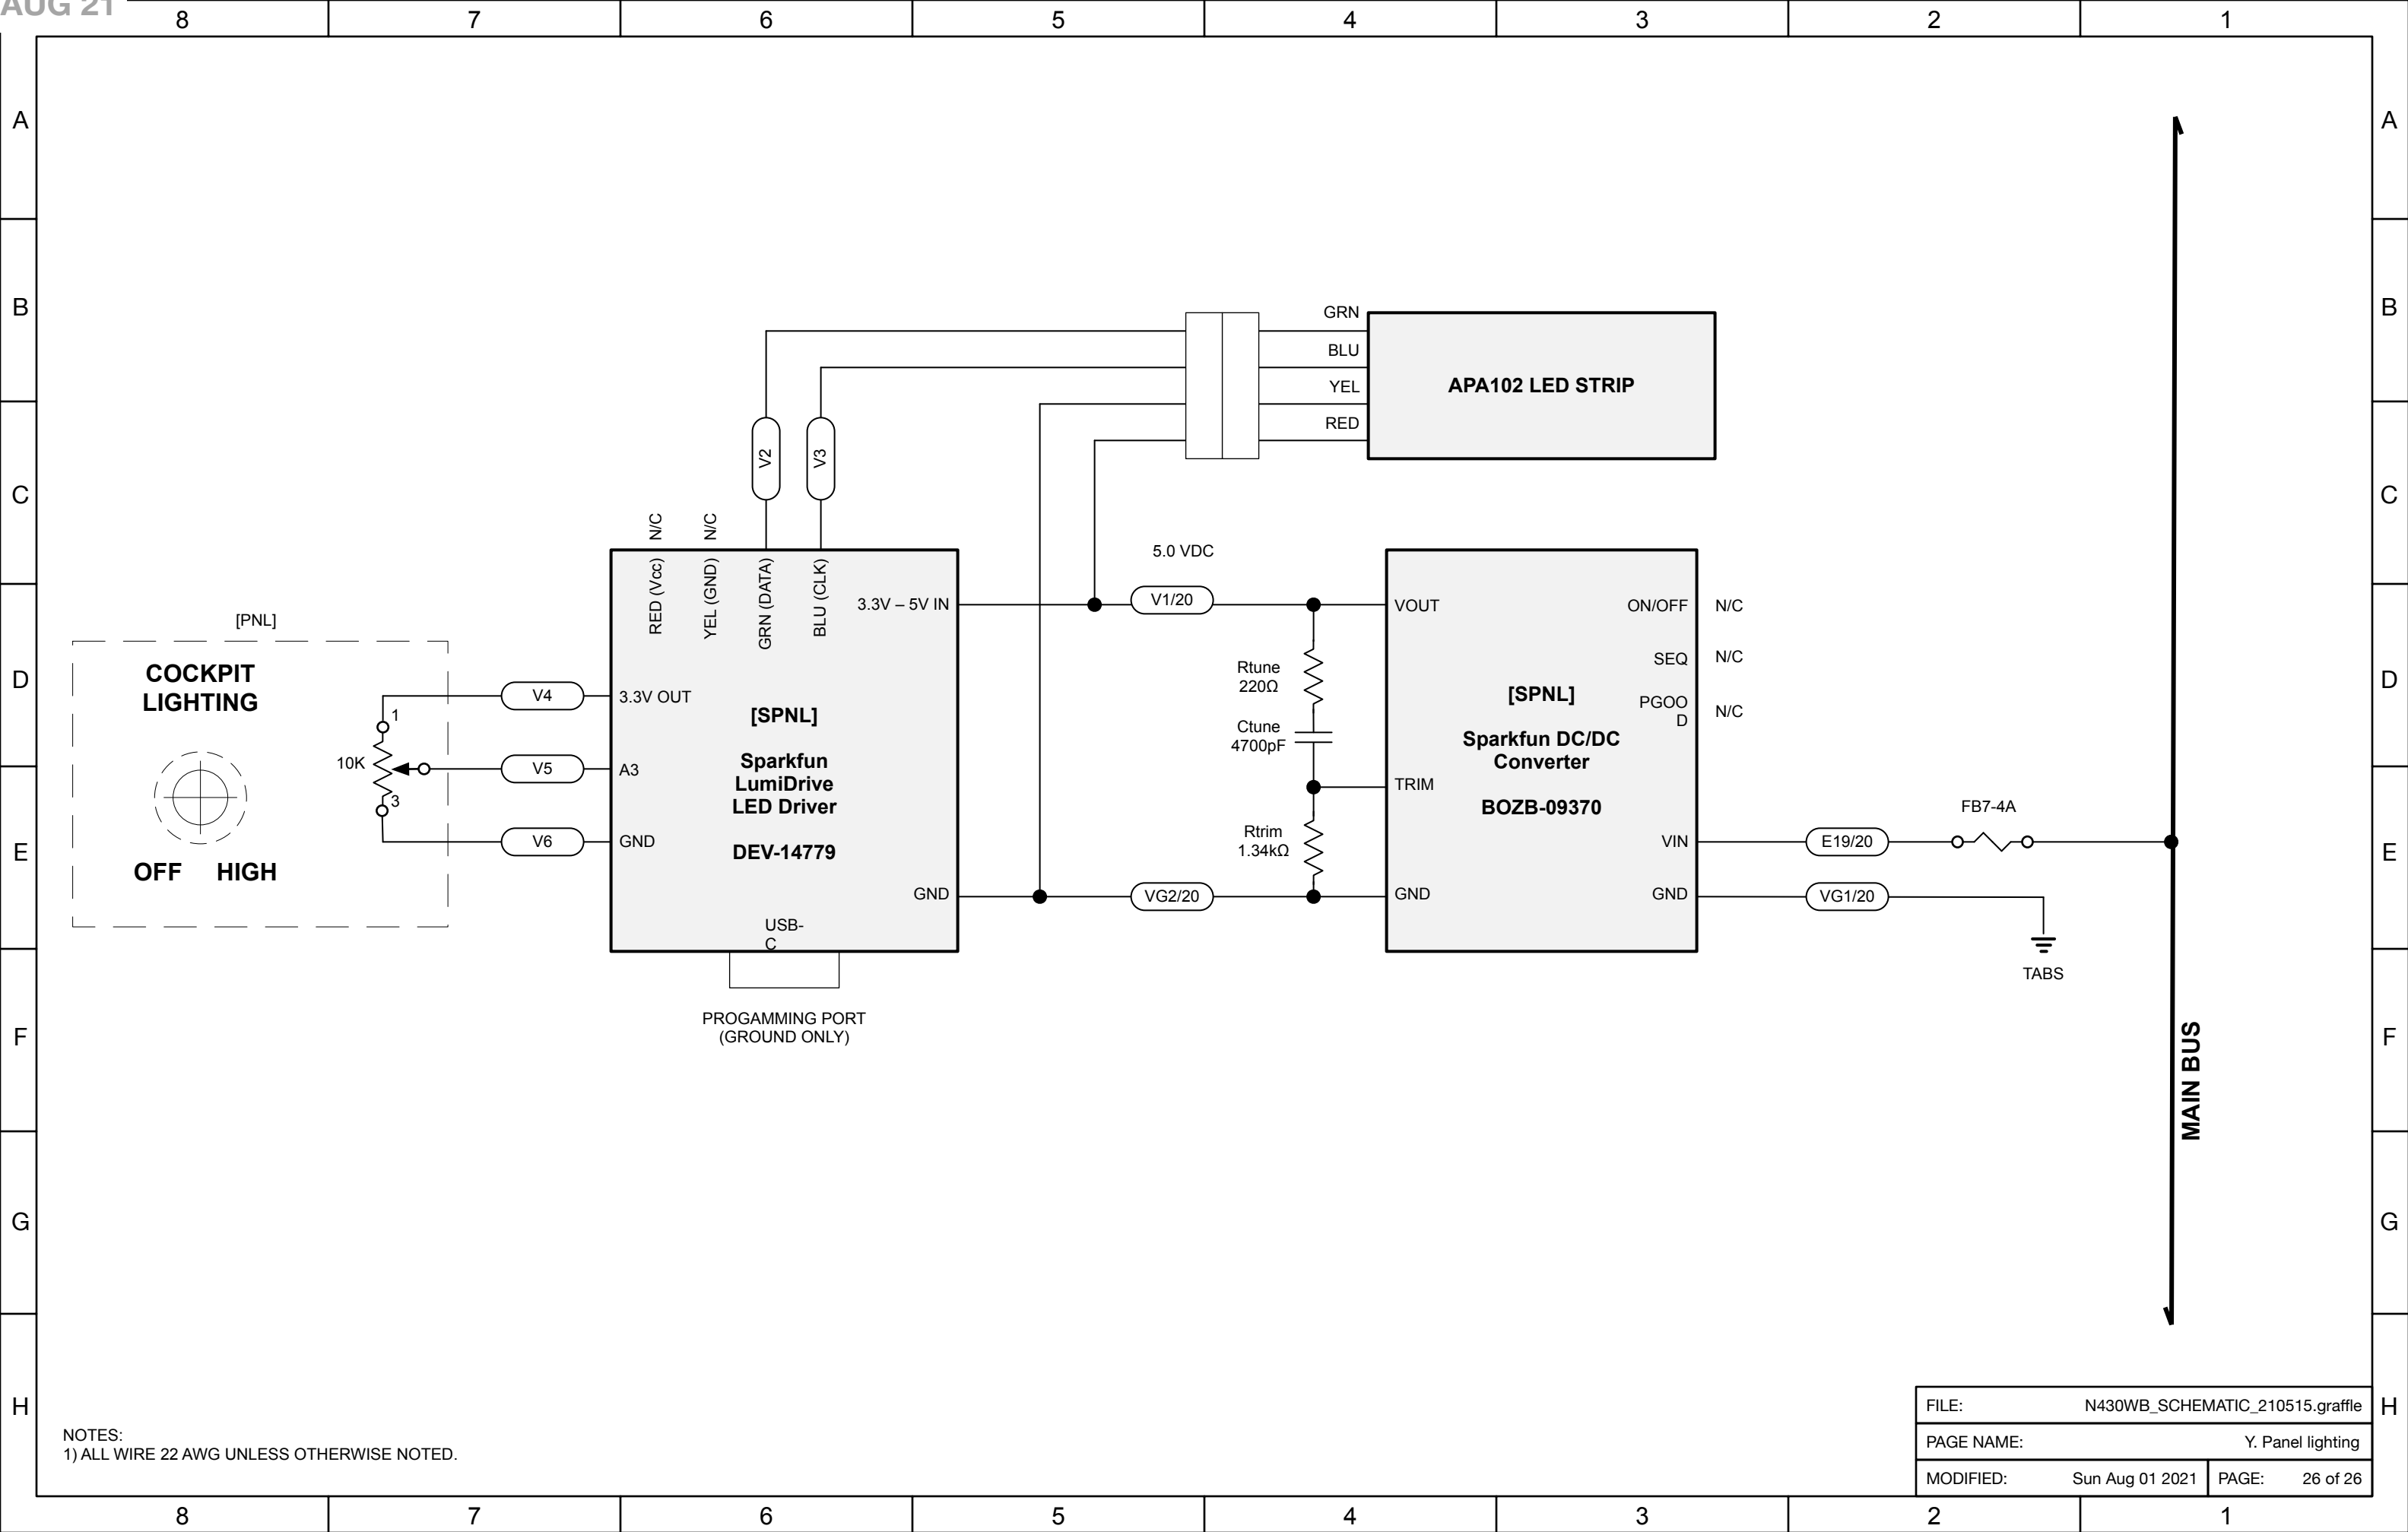 AUG 21
8 7 6 5 4 3 2 1
A A
B B
C C
D D
E E
F F
G G
H H
GRN
BLU
YEL
RED
APA102 LED STRIP
V2
V3
N/C
N/C
RED (Vcc)
YEL (GND)
GRN (DATA)
BLU (CLK)
3.3V – 5V IN
5.0 VDC
V1/20
VOUT
ON/OFF N/C
SEQ N/C
PGOO
D
N/C
[PNL]
COCKPIT
LIGHTING
OFF HIGH
10K
1
3
V4
V5
V6
3.3V OUT
A3
GND
[SPNL]
Sparkfun
LumiDrive
LED Driver
DEV-14779
GND
USB-
C
PROGAMMING PORT
(GROUND ONLY)
Rtune
220Ω
Ctune
4700pF
Rtrim
1.34kΩ
VG2/20
TRIM
GND
[SPNL]
Sparkfun DC/DC
Converter
BOZB-09370
VIN
GND
E19/20
VG1/20
FB7-4A
TABS
MAIN BUS
NOTES:
1) ALL WIRE 22 AWG UNLESS OTHERWISE NOTED.
FILE: N430WB_SCHEMATIC_210515.graffle
PAGE NAME: Y. Panel lighting
MODIFIED: Sun Aug 01 2021 PAGE: 26 of 26
8 7 6 5 4 3 2 1